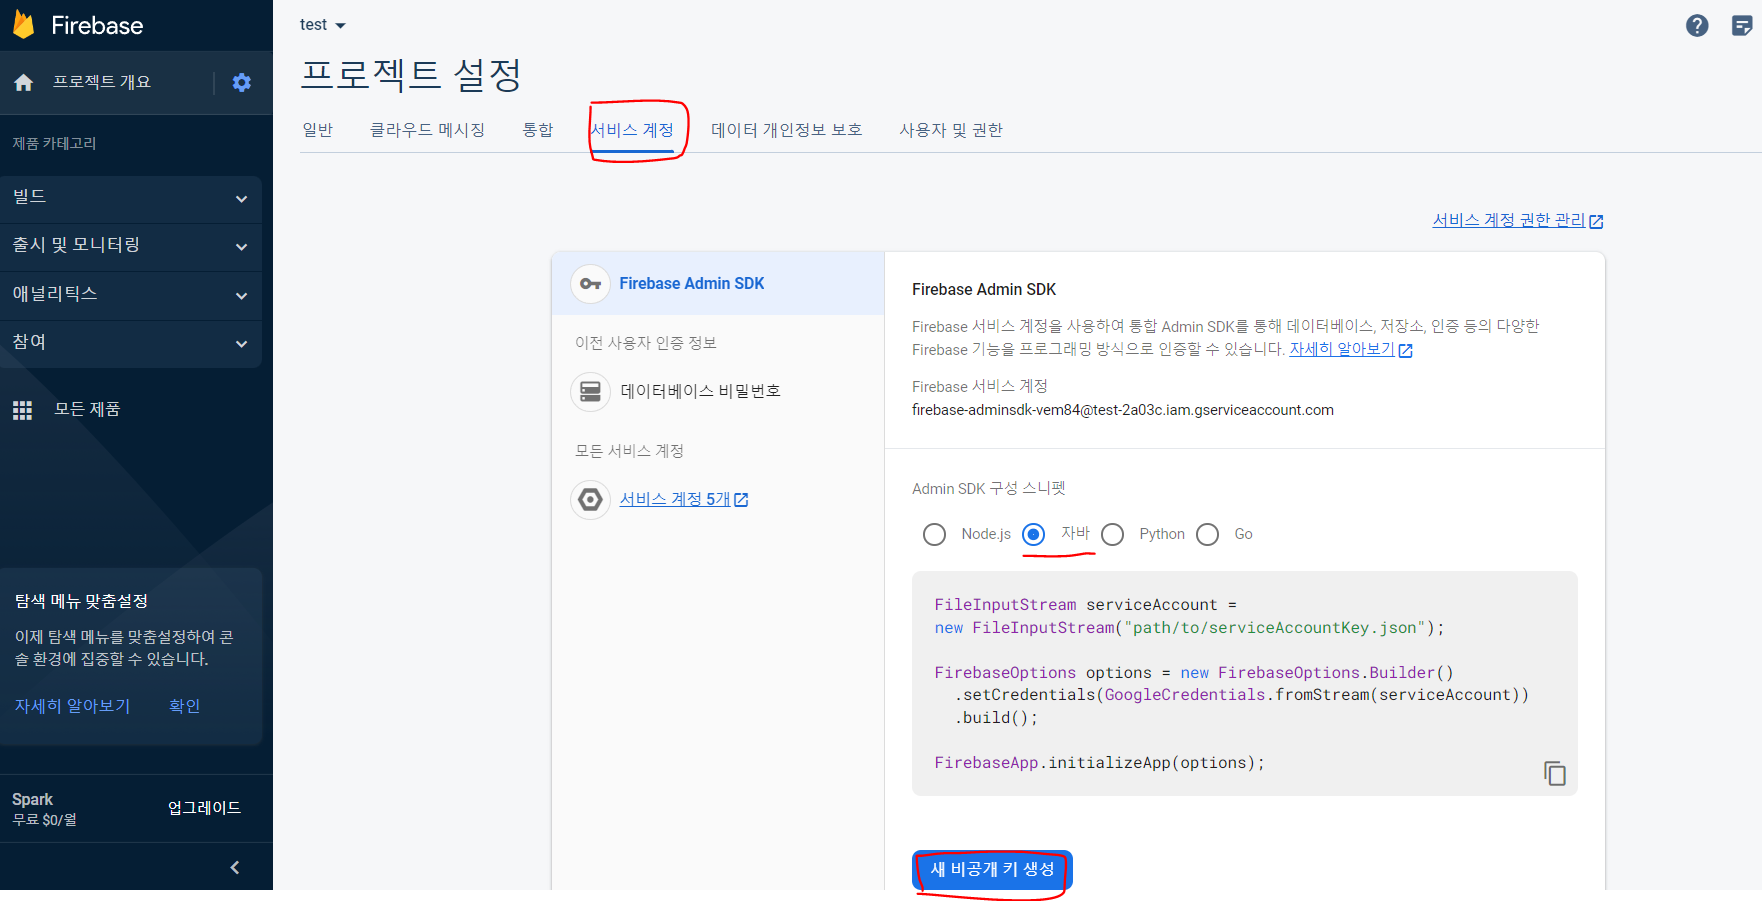 Firebase
프로젝트 개요
제품 카테고리
빌드
출시 및 모니터링
애널리틱스
참여
모든 제품
탐색 메뉴 맞춤설정
이제 탐색 메뉴를 맞춤설정하여 콘
솔 환경에 집중할 수 있습니다.
자세히 알아보기 확인
Spark
무료 $0/월
업그레이드
test
프로젝트 설정
일반 클라우드 메시징 통합 서비스 계정 데이터 개인정보 보호 사용자 및 권한
서비스 계정 권한 관리
Firebase Admin SDK
이전 사용자 인증 정보
데이터베이스 비밀번호
모든 서비스 계정
서비스 계정 5개
Firebase Admin SDK
Firebase 서비스 계정을 사용하여 통합 Admin SDK를 통해 데이터베이스, 저장소, 인증 등의 다양한
Firebase 기능을 프로그래밍 방식으로 인증할 수 있습니다. 자세히 알아보기
Firebase 서비스 계정
firebase-adminsdk-vem84@test-2a03c.iam.gserviceaccount.com
Admin SDK 구성 스니펫
Node.js 자바 Python Go
FileInputStream serviceAccount =
new FileInputStream("path/to/serviceAccountKey.json");
FirebaseOptions options = new FirebaseOptions.Builder()
.setCredentials(GoogleCredentials.fromStream(serviceAccount))
.build();
FirebaseApp.initializeApp(options);
새 비공개 키 생성